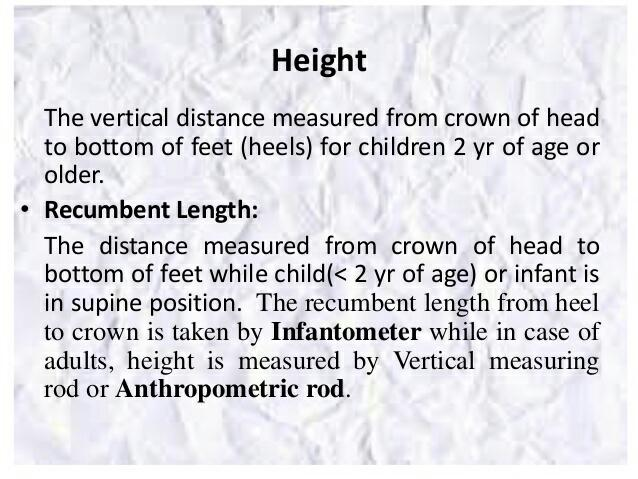 Height
The vertical distance measured from crown of head
to bottom of feet (heels) for children 2 yr of age or
older.
• Recumbent Length:
The distance measured from crown of head to
bottom of feet while child(< 2 yr of age) or infant is
in supine position. The recumbent length from heel
to crown is taken by Infantometer while in case of
adults, height is measured by Vertical measuring
rod or Anthropometric rod.